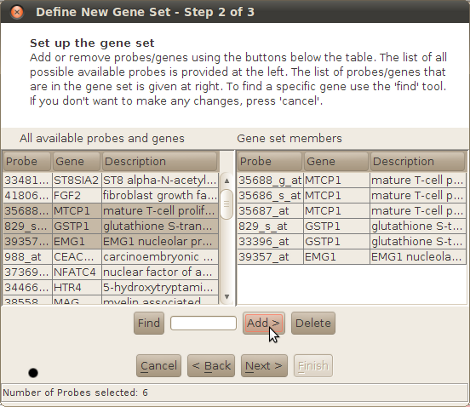 Define New Gene Set - Step 2 of 3
Set up the gene set
Add or remove probes/genes using the buttons below the table. The list of all
possible available probes is provided at the left. The list of probes/genes that
are in the gene set is given at right. To find a specific gene use the 'find' tool.
If you don't want to make any changes, press 'cancel'.
All available probes and genes
Probe Gene Description
33481... ST8SIA2 ST8 alpha-N-acetyl...
41806... FGF2 fibroblast growth fa...
35688... MTCP1 mature T-cell prolif...
829_s... GSTP1 glutathione S-tran...
39357... EMG1 EMG1 nucleolar pr...
988_at CEAC... carcinoembryonic ...
37369... NFATC4 nuclear factor of a...
34466... HTR4 5-hydroxytryptami...
38558... MAG myelin associated...
Gene set members
Probe Gene Description
35688_g_at MTCP1 mature T-cell p...
35686_s_at MTCP1 mature T-cell p...
35687_at MTCP1 mature T-cell p...
829_s_at GSTP1 glutathione S-t...
33396_at GSTP1 glutathione S-t...
39357_at EMG1 EMG1 nucleola...
Find Add > Delete
Cancel < Back Next > Finish
Number of Probes selected: 6